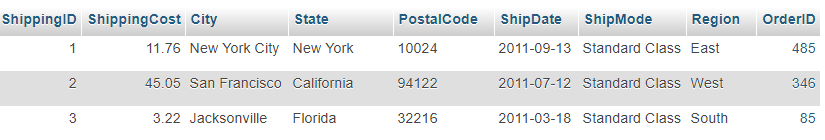 ShippingID ShippingCost City State PostalCode ShipDate ShipMode Region OrderID
1 11.76 New York City New York 10024 2011-09-13 Standard Class East 485
2 45.05 San Francisco California 94122 2011-07-12 Standard Class West 346
3 3.22 Jacksonville Florida 32216 2011-03-18 Standard Class South 85